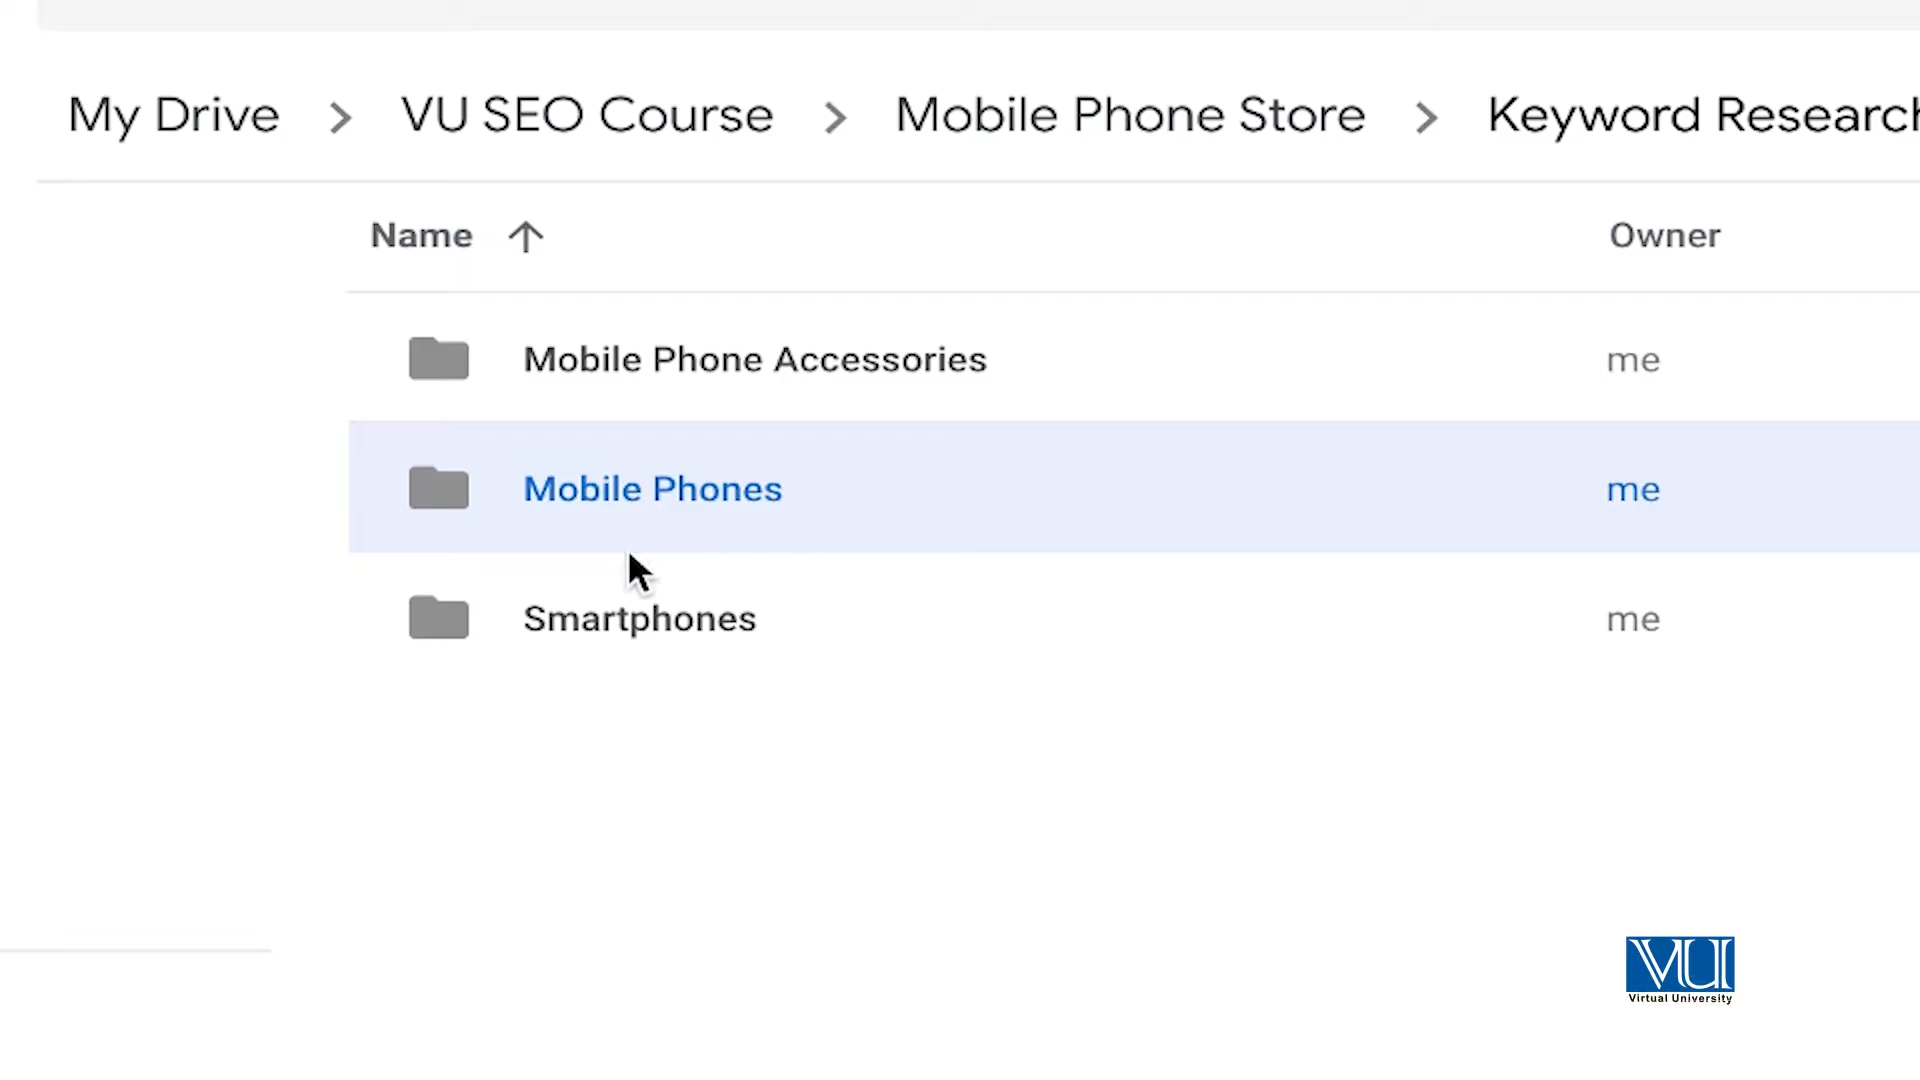 My Drive > VU SEO Course > Mobile Phone Store > Keyword Research
Name ↑ Owner
Mobile Phone Accessories me
Mobile Phones me
Smartphones me
VU
Virtual University